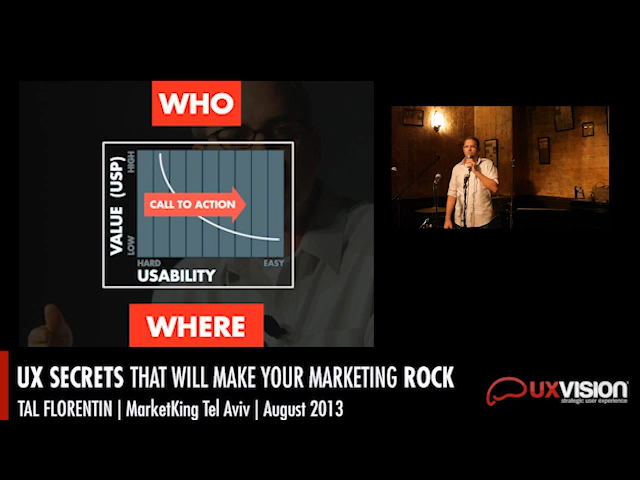 WHO
VALUE (USP)
HIGH
LOW
CALL TO ACTION
HARD
EASY
USABILITY
WHERE
UX SECRETS THAT WILL MAKE YOUR MARKETING ROCK
TAL FLORENTIN | MarketKing Tel Aviv | August 2013
UXVISION®
strategic user experience